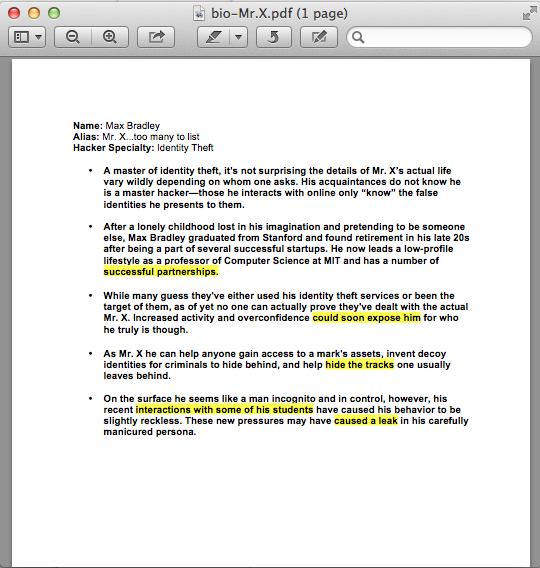 bio-Mr.X.pdf (1 page)
Name: Max Bradley
Alias: Mr. X...too many to list
Hacker Specialty: Identity Theft
• A master of identity theft, it's not surprising the details of Mr. X's actual life
vary wildly depending on whom one asks. His acquaintances do not know he
is a master hacker—those he interacts with online only “know” the false
identities he presents to them.
• After a lonely childhood lost in his imagination and pretending to be someone
else, Max Bradley graduated from Stanford and found retirement in his late 20s
after being a part of several successful startups. He now leads a low-profile
lifestyle as a professor of Computer Science at MIT and has a number of
successful partnerships.
• While many guess they've either used his identity theft services or been the
target of them, as of yet no one can actually prove they've dealt with the actual
Mr. X. Increased activity and overconfidence could soon expose him for who
he truly is though.
• As Mr. X he can help anyone gain access to a mark's assets, invent decoy
identities for criminals to hide behind, and help hide the tracks one usually
leaves behind.
• On the surface he seems like a man incognito and in control, however, his
recent interactions with some of his students have caused his behavior to be
slightly reckless. These new pressures may have caused a leak in his carefully
manicured persona.